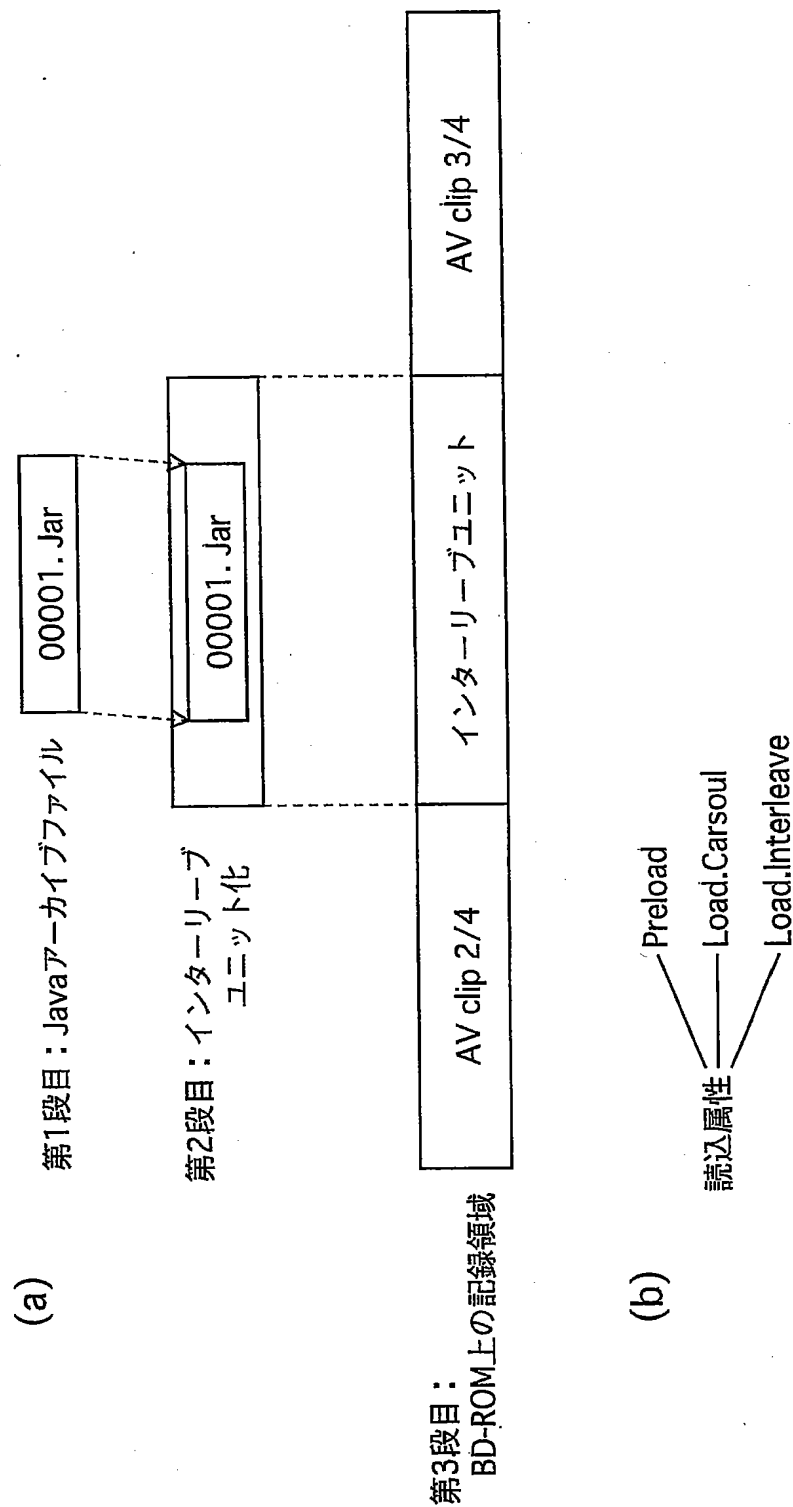 (a)
第1段目：Javaアーカイブファイル
00001.Jar
第2段目：インターリーブ
ユニット化
00001.Jar
第3段目：
BD-ROM上の記録領域
AV clip 2/4
インターリーブユニット
AV clip 3/4
(b)
読込属性
Preload
Load.Carsoul
Load.Interleave